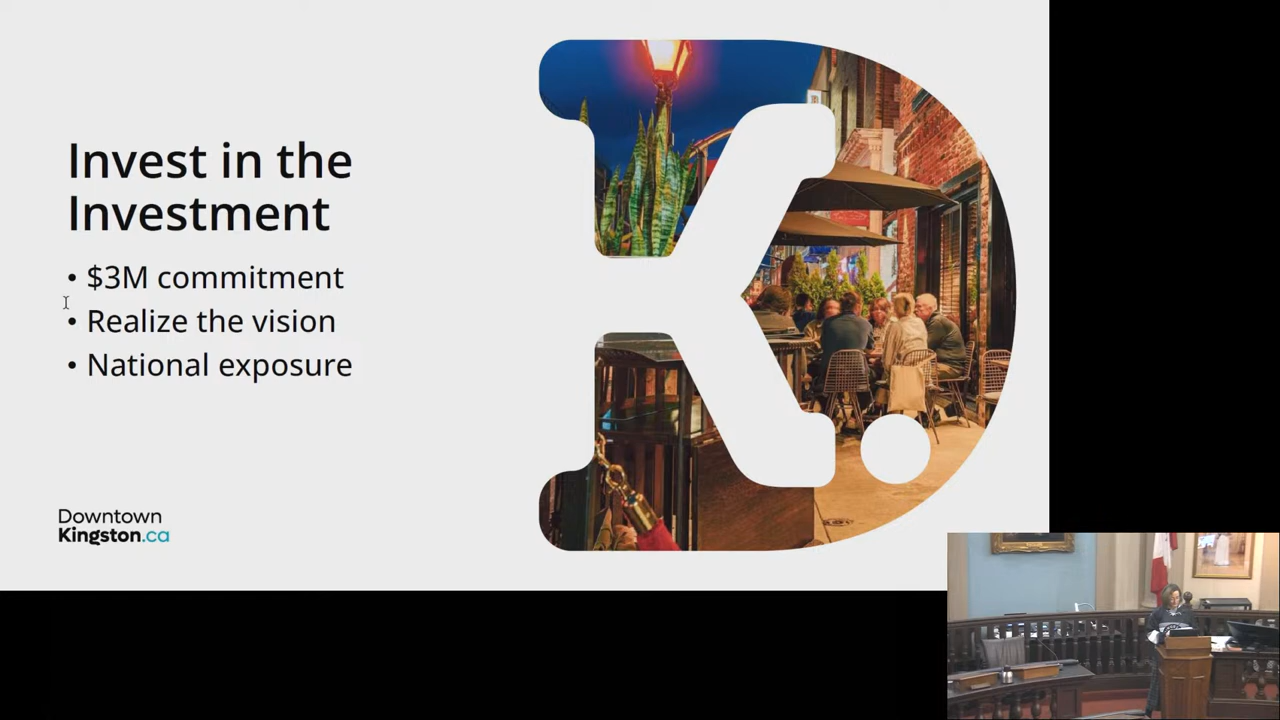 Invest in the
Investment
• $3M commitment
• Realize the vision
• National exposure
Downtown
Kingston.ca
K.